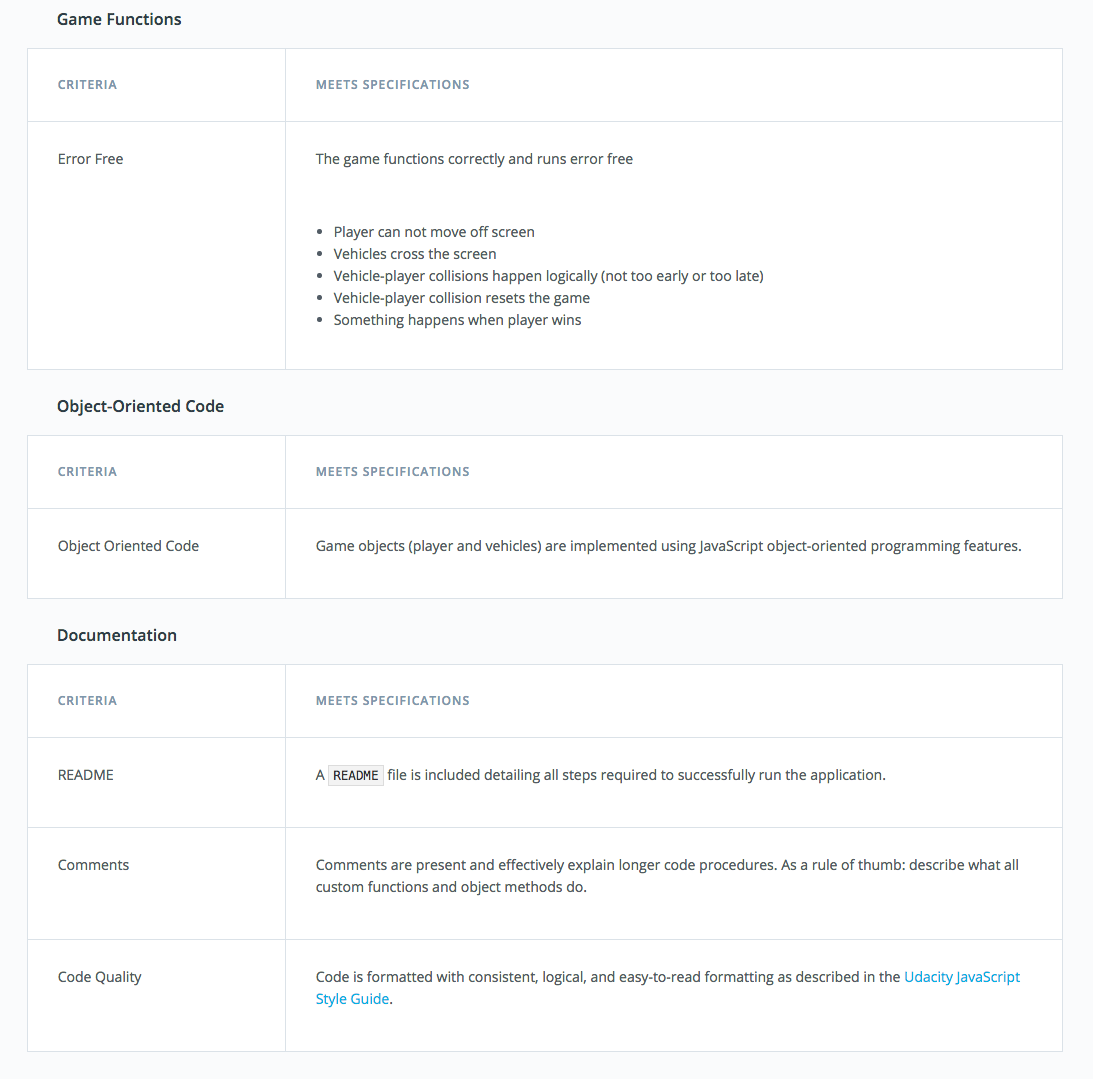 Game Functions
CRITERIA
MEETS SPECIFICATIONS
Error Free
The game functions correctly and runs error free
• Player can not move off screen
• Vehicles cross the screen
• Vehicle-player collisions happen logically (not too early or too late)
• Vehicle-player collision resets the game
• Something happens when player wins
Object-Oriented Code
CRITERIA
MEETS SPECIFICATIONS
Object Oriented Code
Game objects (player and vehicles) are implemented using JavaScript object-oriented programming features.
Documentation
CRITERIA
MEETS SPECIFICATIONS
README
A README file is included detailing all steps required to successfully run the application.
Comments
Comments are present and effectively explain longer code procedures. As a rule of thumb: describe what all
custom functions and object methods do.
Code Quality
Code is formatted with consistent, logical, and easy-to-read formatting as described in the Udacity JavaScript
Style Guide.